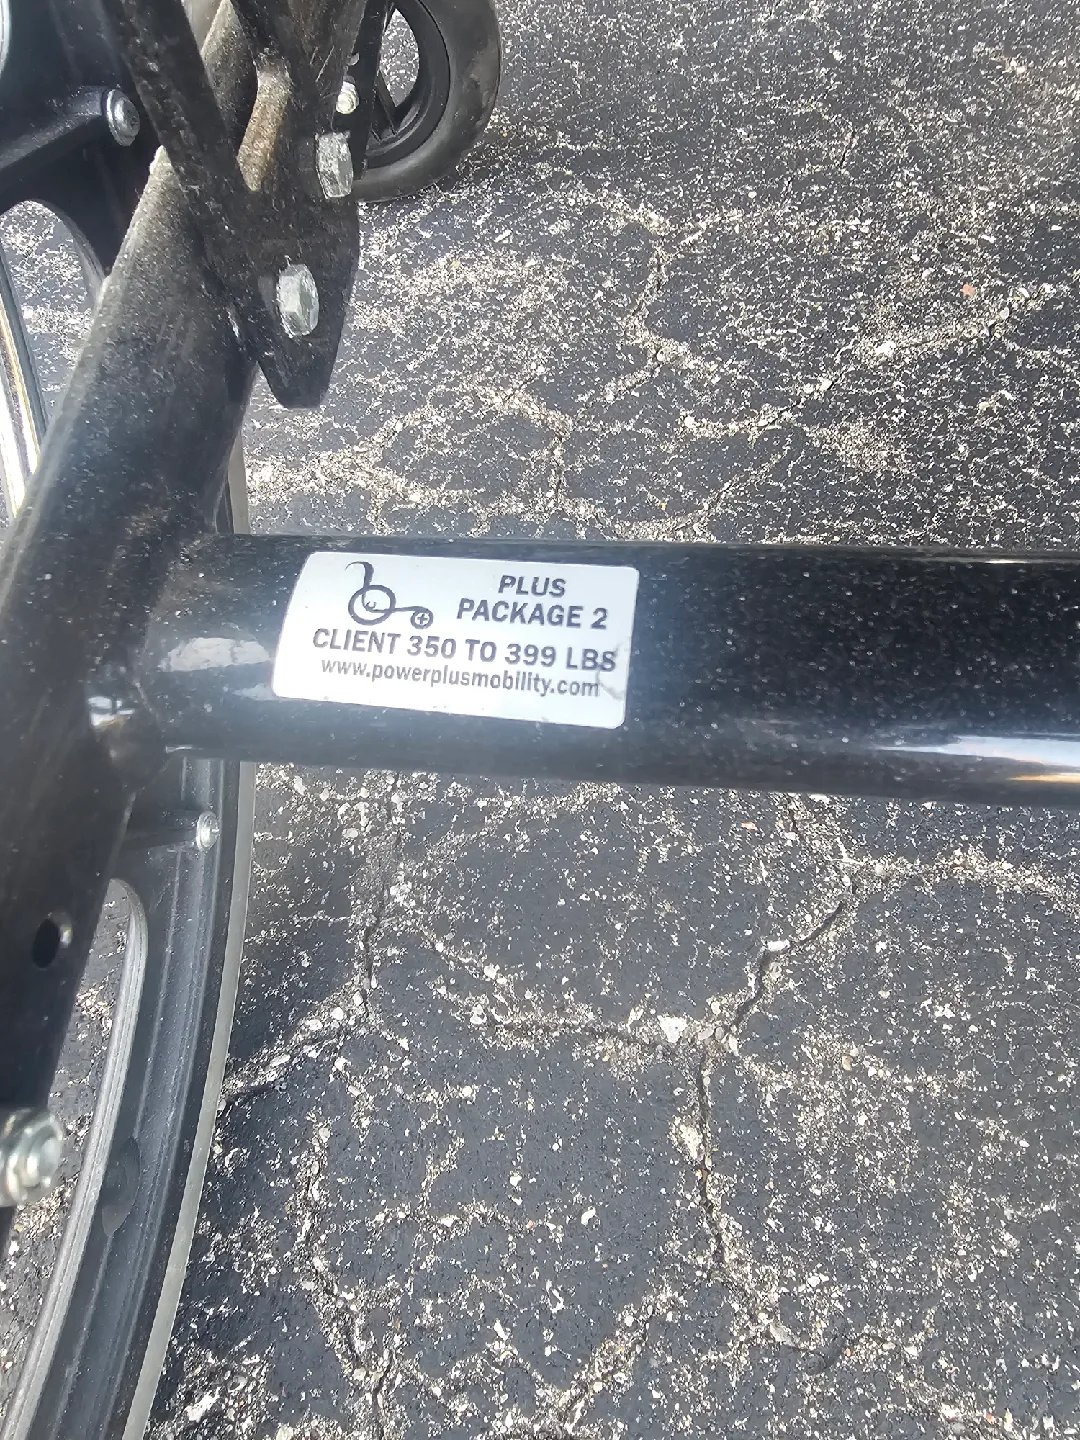 PLUS
PACKAGE 2
CLIENT 350 TO 399 LBS
www.powerplusmobility.com